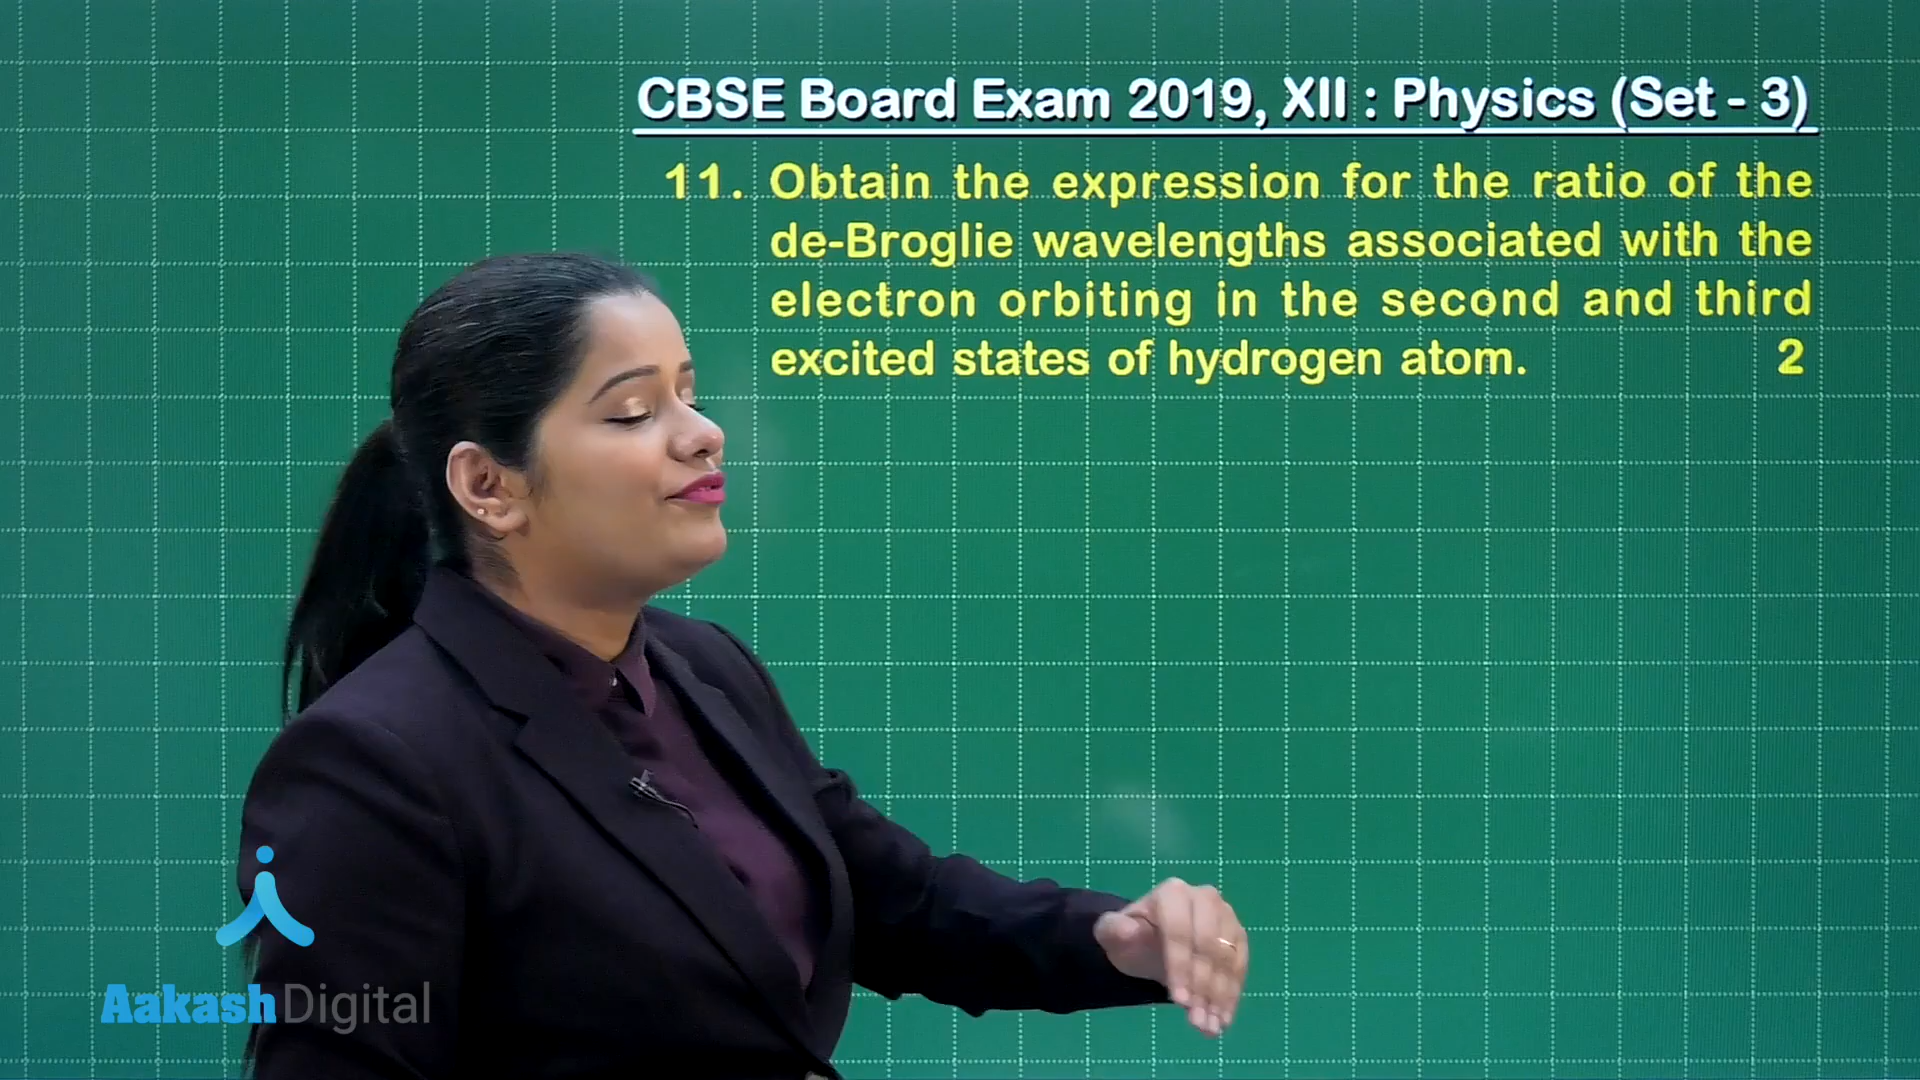 CBSE Board Exam 2019, XII : Physics (Set - 3)
11. Obtain the expression for the ratio of the
de-Broglie wavelengths associated with the
electron orbiting in the second and third
excited states of hydrogen atom. 2
Aakash Digital